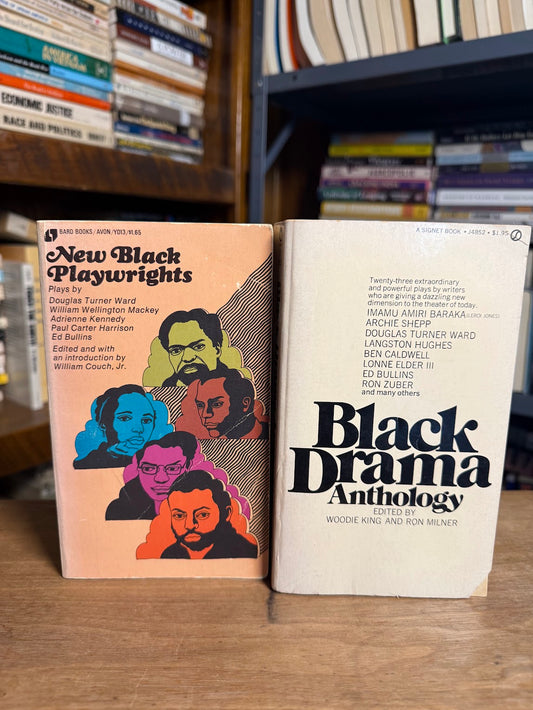 ECONOMIC JUSTICE
RACE AND POLITICS
BARD BOOKS/AVON/YD13/$1.65
New Black
Playwrights
Plays by
Douglas Turner Ward
William Wellington Mackey
Adrienne Kennedy
Paul Carter Harrison
Ed Bullins
Edited and with
an introduction by
William Couch, Jr.
A SIGNET BOOK • J4852 • $1.95
Twenty-three extraordinary
and powerful plays by writers
who are giving a dazzling new
dimension to the theater of today.
IMAMU AMIRI BARAKA (LEROI JONES)
ARCHIE SHEPP
DOUGLAS TURNER WARD
LANGSTON HUGHES
BEN CALDWELL
LONNE ELDER III
ED BULLINS
RON ZUBER
and many others
Black
Drama
Anthology
EDITED BY
WOODIE KING AND RON MILNER